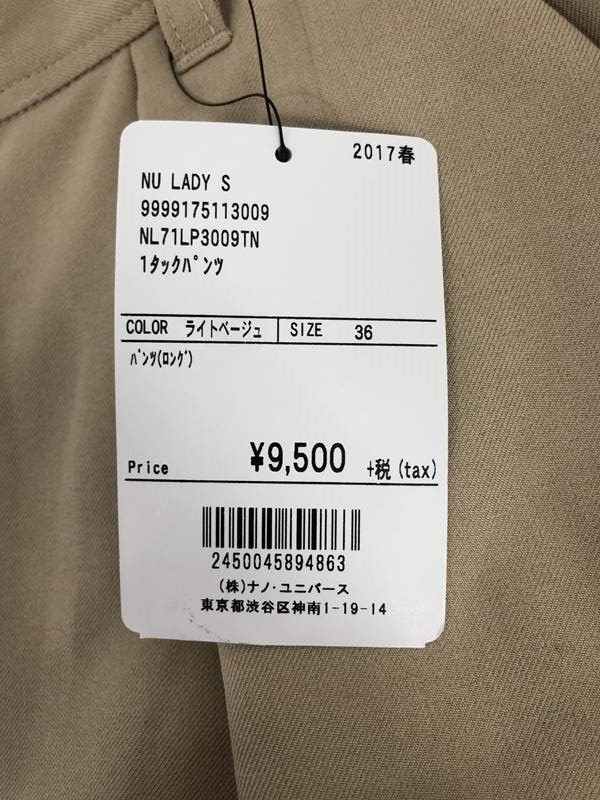 2017春
NU LADY S
9999175113009
NL71LP3009TN
1タックパンツ
COLOR ライトベージュ SIZE 36
パンツ(ロング)
Price ¥9,500 +税(tax)
2450045894863
(株)ナノ・ユニバース
東京都渋谷区神南1-19-14